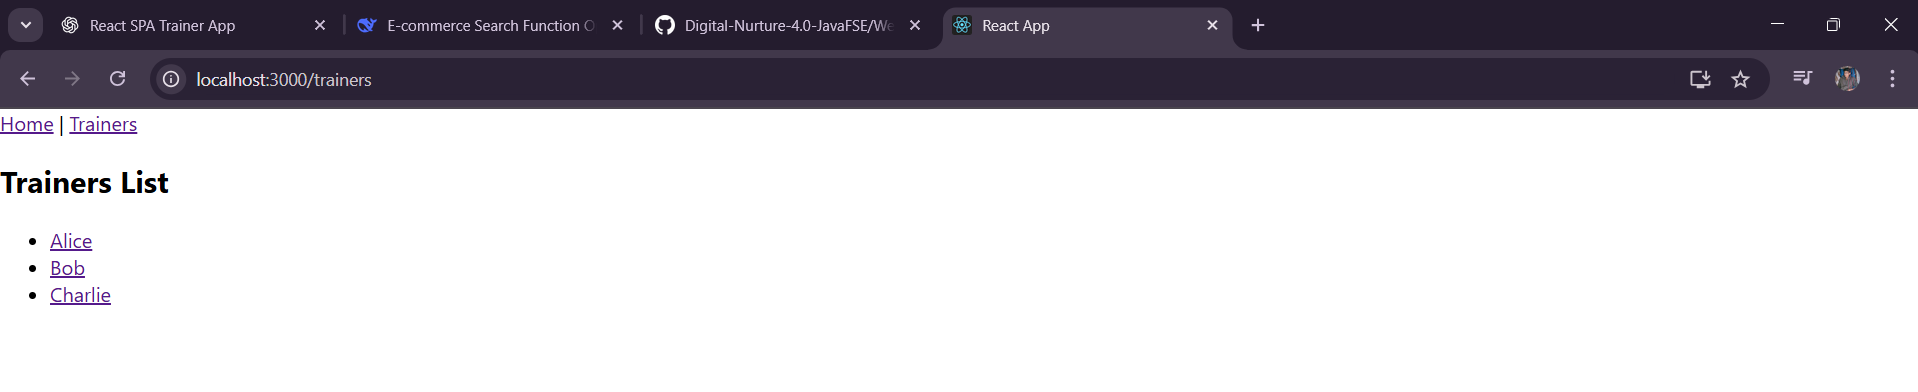 React SPA Trainer App
E-commerce Search Function O
Digital-Nurture-4.0-JavaFSE/We
React App
localhost:3000/trainers
Home | Trainers
Trainers List
Alice
Bob
Charlie